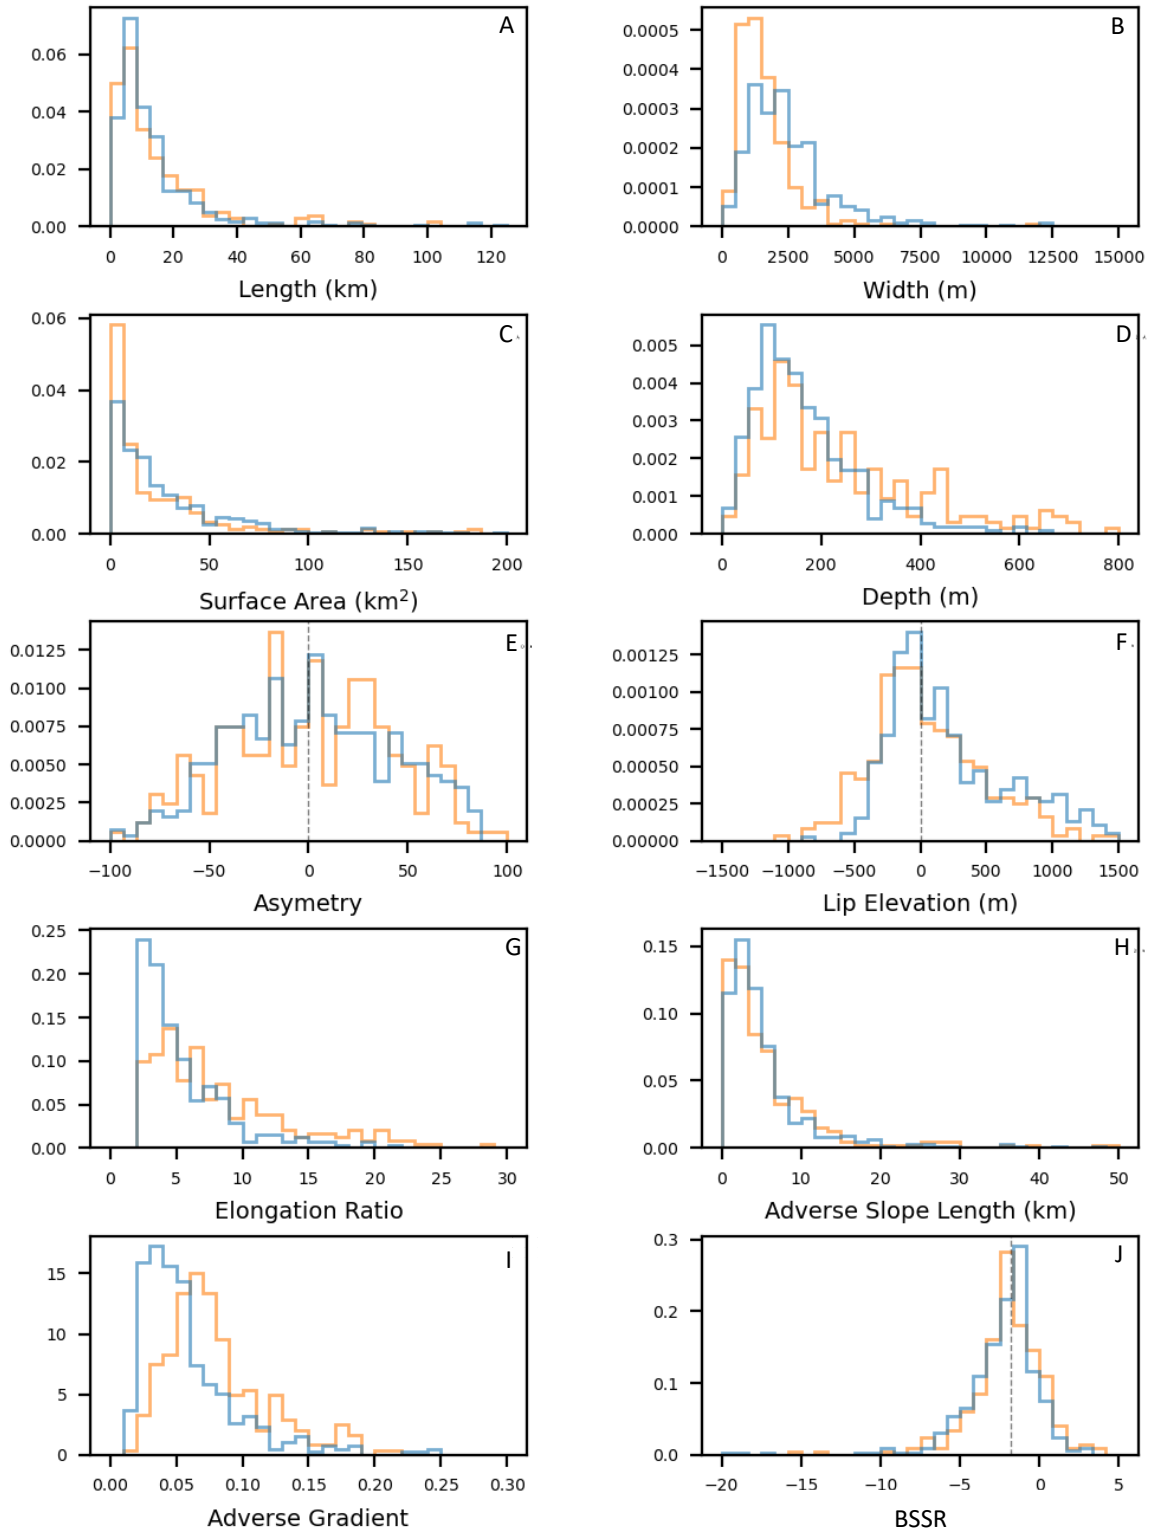 A
0.06
0.04
0.02
0.00
0 20 40 60 80 100 120
Length (km)
B
0.0005
0.0004
0.0003
0.0002
0.0001
0.0000
0 2500 5000 7500 10000 12500 15000
Width (m)
C
0.06
0.04
0.02
0.00
0 50 100 150 200
Surface Area (km²)
D
0.005
0.004
0.003
0.002
0.001
0.000
0 200 400 600 800
Depth (m)
E
0.0125
0.0100
0.0075
0.0050
0.0025
0.0000
−100 −50 0 50 100
Asymetry
F
0.00125
0.00100
0.00075
0.00050
0.00025
0.00000
−1500 −1000 −500 0 500 1000 1500
Lip Elevation (m)
G
0.25
0.20
0.15
0.10
0.05
0.00
0 5 10 15 20 25 30
Elongation Ratio
H
0.15
0.10
0.05
0.00
0 10 20 30 40 50
Adverse Slope Length (km)
I
15
10
5
0
0.00 0.05 0.10 0.15 0.20 0.25 0.30
Adverse Gradient
J
0.3
0.2
0.1
0.0
−20 −15 −10 −5 0 5
BSSR